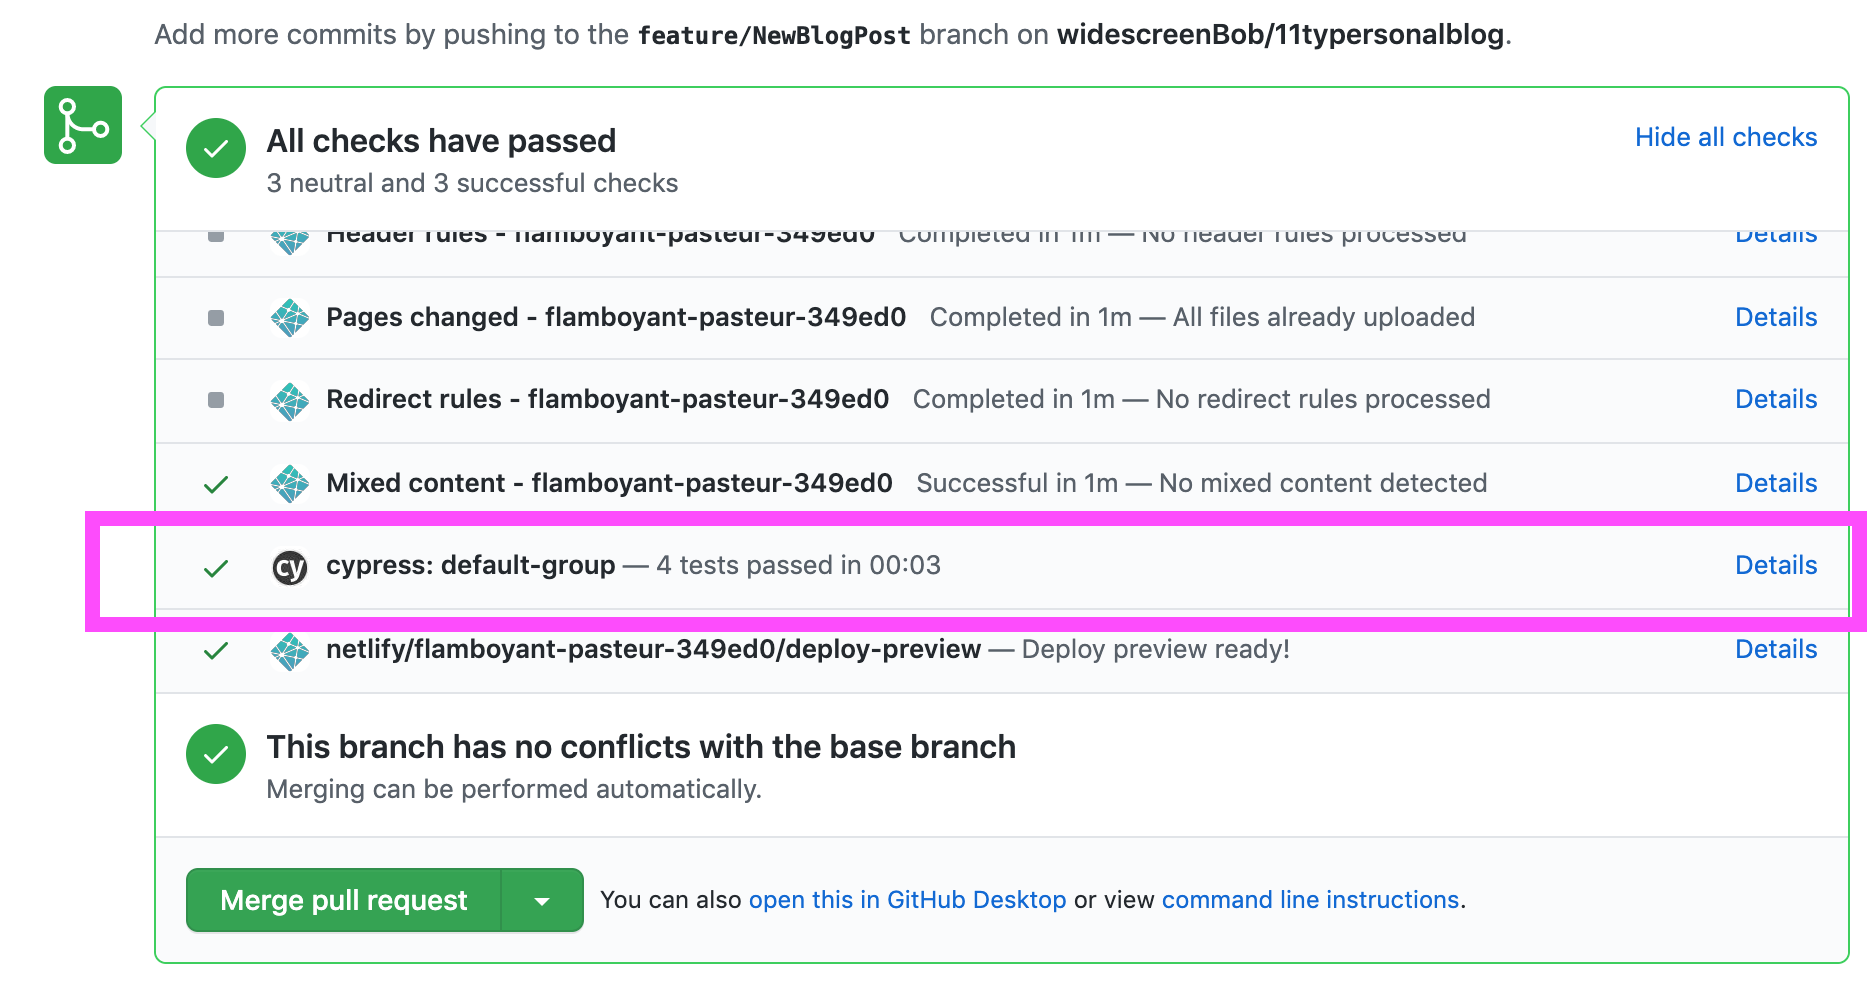 Add more commits by pushing to the feature/NewBlogPost branch on widescreenBob/11typersonalblog.
All checks have passed
Hide all checks
3 neutral and 3 successful checks
Header rules - flamboyant-pasteur-349ed0 Completed in 1m — No header rules processed Details
Pages changed - flamboyant-pasteur-349ed0 Completed in 1m — All files already uploaded Details
Redirect rules - flamboyant-pasteur-349ed0 Completed in 1m — No redirect rules processed Details
Mixed content - flamboyant-pasteur-349ed0 Successful in 1m — No mixed content detected Details
cy cypress: default-group — 4 tests passed in 00:03 Details
netlify/flamboyant-pasteur-349ed0/deploy-preview — Deploy preview ready! Details
This branch has no conflicts with the base branch
Merging can be performed automatically.
Merge pull request You can also open this in GitHub Desktop or view command line instructions.